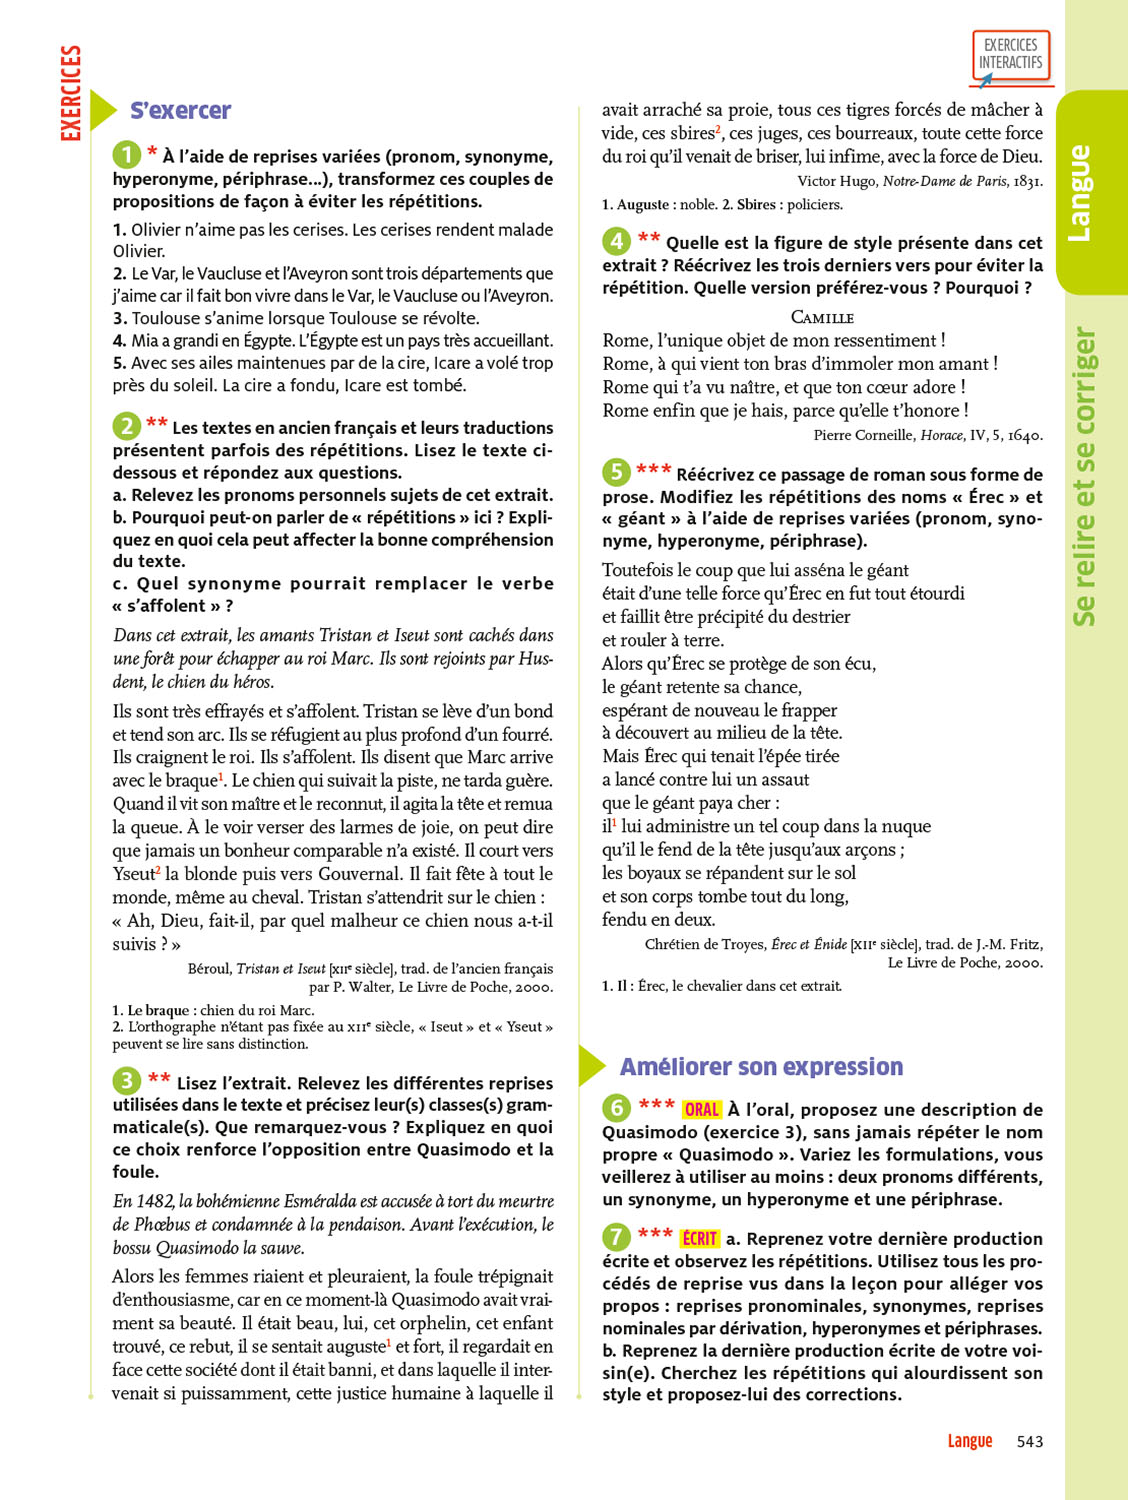 EXERCICES
EXERCICES
INTERACTIFS
S'exercer
1 * À l'aide de reprises variées (pronom, synonyme,
hyperonyme, périphrase...), transformez ces couples de
propositions de façon à éviter les répétitions.
1. Olivier n'aime pas les cerises. Les cerises rendent malade
Olivier.
2. Le Var, le Vaucluse et l'Aveyron sont trois départements que
j'aime car il fait bon vivre dans le Var, le Vaucluse ou l'Aveyron.
3. Toulouse s'anime lorsque Toulouse se révolte.
4. Mia a grandi en Égypte. L'Égypte est un pays très accueillant.
5. Avec ses ailes maintenues par de la cire, Icare a volé trop
près du soleil. La cire a fondu, Icare est tombé.
2 ** Les textes en ancien français et leurs traductions
présentent parfois des répétitions. Lisez le texte ci-
dessous et répondez aux questions.
a. Relevez les pronoms personnels sujets de cet extrait.
b. Pourquoi peut-on parler de « répétitions » ici ? Expli-
quez en quoi cela peut affecter la bonne compréhension
du texte.
c. Quel synonyme pourrait remplacer le verbe
« s'affolent » ?
Dans cet extrait, les amants Tristan et Iseut sont cachés dans
une forêt pour échapper au roi Marc. Ils sont rejoints par Hus-
dent, le chien du héros.
Ils sont très effrayés et s'affolent. Tristan se lève d'un bond
et tend son arc. Ils se réfugient au plus profond d'un fourré.
Ils craignent le roi. Ils s'affolent. Ils disent que Marc arrive
avec le braque¹. Le chien qui suivait la piste, ne tarda guère.
Quand il vit son maître et le reconnut, il agita la tête et remua
la queue. À le voir verser des larmes de joie, on peut dire
que jamais un bonheur comparable n'a existé. Il court vers
Yseut² la blonde puis vers Gouvernal. Il fait fête à tout le
monde, même au cheval. Tristan s'attendrit sur le chien :
« Ah, Dieu, fait-il, par quel malheur ce chien nous a-t-il
suivis ? »
Béroul, Tristan et Iseut [XIIe siècle], trad. de l'ancien français
par P. Walter, Le Livre de Poche, 2000.
1. Le braque : chien du roi Marc.
2. L'orthographe n'étant pas fixée au XIIe siècle, « Iseut » et « Yseut »
peuvent se lire sans distinction.
3 ** Lisez l'extrait. Relevez les différentes reprises
utilisées dans le texte et précisez leur(s) classes(s) gram-
maticale(s). Que remarquez-vous ? Expliquez en quoi
ce choix renforce l'opposition entre Quasimodo et la
foule.
En 1482, la bohémienne Esméralda est accusée à tort du meurtre
de Phœbus et condamnée à la pendaison. Avant l'exécution, le
bossu Quasimodo la sauve.
Alors les femmes riaient et pleuraient, la foule trépignait
d'enthousiasme, car en ce moment-là Quasimodo avait vrai-
ment sa beauté. Il était beau, lui, cet orphelin, cet enfant
trouvé, ce rebut, il se sentait auguste¹ et fort, il regardait en
face cette société dont il était banni, et dans laquelle il inter-
venait si puissamment, cette justice humaine à laquelle il
avait arraché sa proie, tous ces tigres forcés de mâcher à
vide, ces sbires², ces juges, ces bourreaux, toute cette force
du roi qu'il venait de briser, lui infime, avec la force de Dieu.
Victor Hugo, Notre-Dame de Paris, 1831.
1. Auguste : noble. 2. Sbires : policiers.
4 ** Quelle est la figure de style présente dans cet
extrait ? Réécrivez les trois derniers vers pour éviter la
répétition. Quelle version préférez-vous ? Pourquoi ?
CAMILLE
Rome, l'unique objet de mon ressentiment !
Rome, à qui vient ton bras d'immoler mon amant !
Rome qui t'a vu naître, et que ton cœur adore !
Rome enfin que je hais, parce qu'elle t'honore !
Pierre Corneille, Horace, IV, 5, 1640.
5 *** Réécrivez ce passage de roman sous forme de
prose. Modifiez les répétitions des noms « Érec » et
« géant » à l'aide de reprises variées (pronom, syno-
nyme, hyperonyme, périphrase).
Toutefois le coup que lui asséna le géant
était d'une telle force qu'Érec en fut tout étourdi
et faillit être précipité du destrier
et rouler à terre.
Alors qu'Érec se protège de son écu,
le géant retente sa chance,
espérant de nouveau le frapper
à découvert au milieu de la tête.
Mais Érec qui tenait l'épée tirée
a lancé contre lui un assaut
que le géant paya cher :
il¹ lui administre un tel coup dans la nuque
qu'il le fend de la tête jusqu'aux arçons ;
les boyaux se répandent sur le sol
et son corps tombe tout du long,
fendu en deux.
Chrétien de Troyes, Érec et Énide [XIIe siècle], trad. de J.-M. Fritz,
Le Livre de Poche, 2000.
1. Il : Érec, le chevalier dans cet extrait.
Améliorer son expression
6 *** ORAL À l'oral, proposez une description de
Quasimodo (exercice 3), sans jamais répéter le nom
propre « Quasimodo ». Variez les formulations, vous
veillerez à utiliser au moins : deux pronoms différents,
un synonyme, un hyperonyme et une périphrase.
7 *** ÉCRIT a. Reprenez votre dernière production
écrite et observez les répétitions. Utilisez tous les pro-
cédés de reprise vus dans la leçon pour alléger vos
propos : reprises pronominales, synonymes, reprises
nominales par dérivation, hyperonymes et périphrases.
b. Reprenez la dernière production écrite de votre voi-
sin(e). Cherchez les répétitions qui alourdissent son
style et proposez-lui des corrections.
Langue
Se relire et se corriger
Langue 543